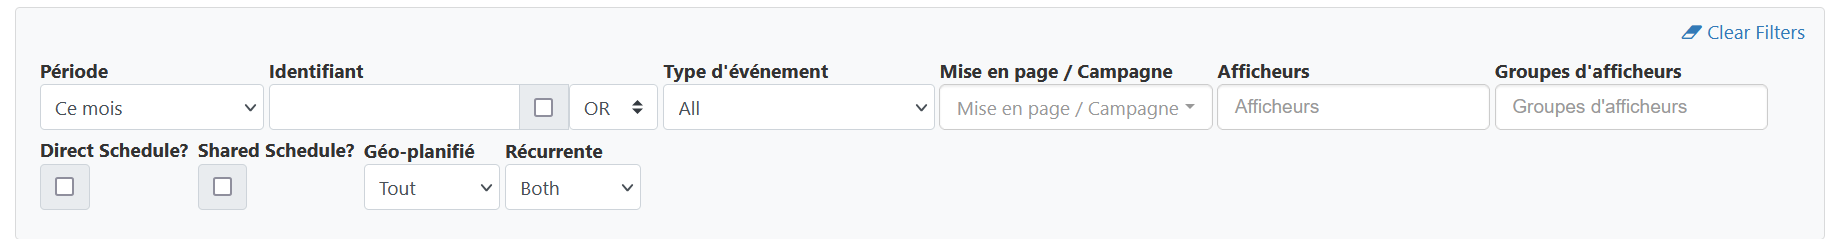 Clear Filters
Période Identifiant Type d'événement Mise en page / Campagne Afficheurs Groupes d'afficheurs
Ce mois OR All Mise en page / Campagne Afficheurs Groupes d'afficheurs
Direct Schedule? Shared Schedule? Géo-planifié Récurrente
Tout Both